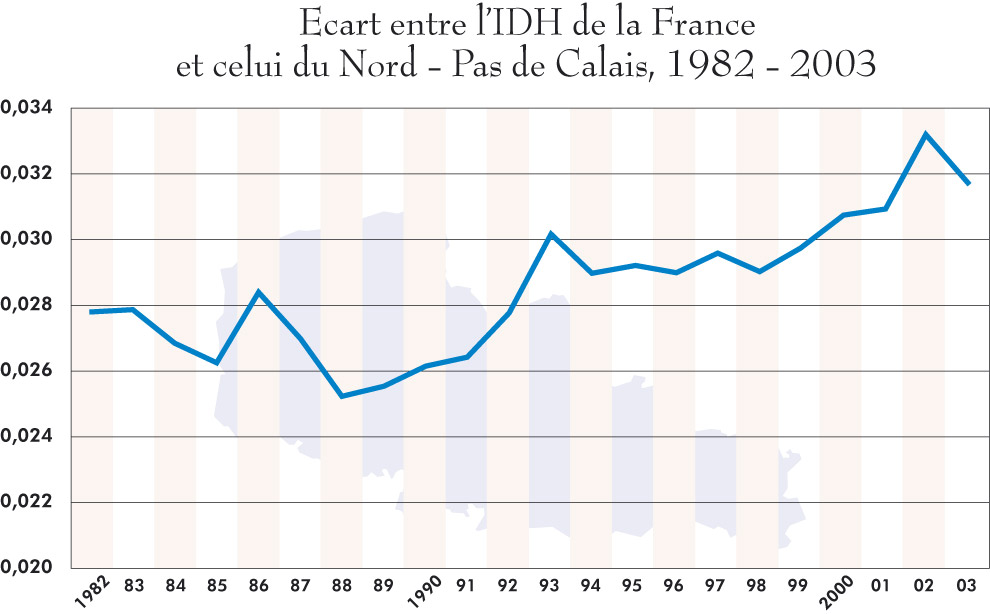 Ecart entre l'IDH de la France
et celui du Nord - Pas de Calais, 1982 - 2003
0,034
0,032
0,030
0,028
0,026
0,024
0,022
0,020
1982 83 84 85 86 87 88 89 1990 91 92 93 94 95 96 97 98 99 2000 01 02 03